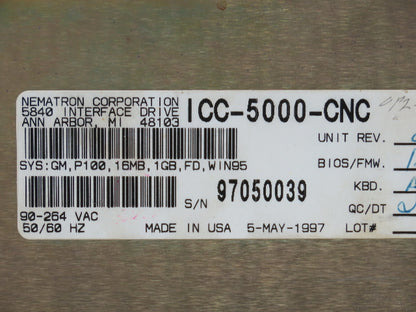 NEMATRON CORPORATION
5840 INTERFACE DRIVE
ANN ARBOR, MI 48103
ICC-5000-CNC
UNIT REV.
SYS:GM,P100,16MB,1GB,FD,WIN95
BIOS/FMW.
S/N 97050039
KBD.
QC/DT
90-264 VAC
50/60 HZ
MADE IN USA 5-MAY-1997 LOT#